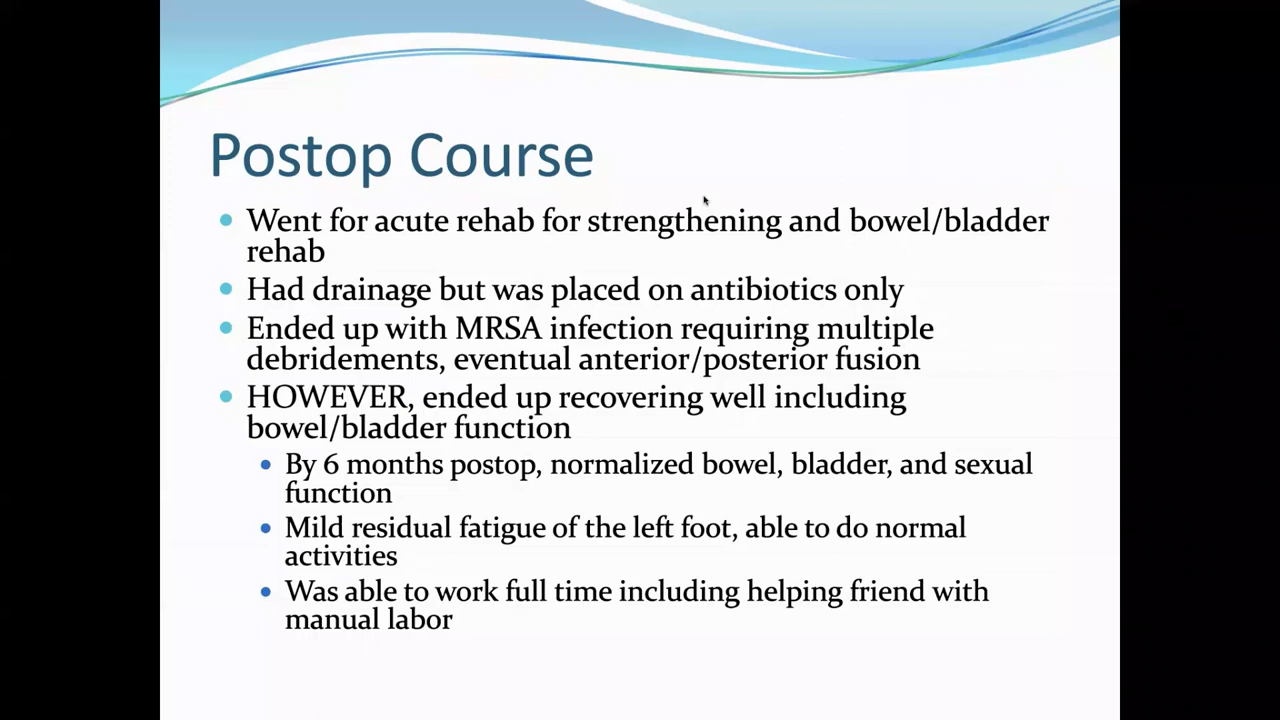 Postop Course
Went for acute rehab for strengthening and bowel/bladder
rehab
Had drainage but was placed on antibiotics only
Ended up with MRSA infection requiring multiple
debridements, eventual anterior/posterior fusion
HOWEVER, ended up recovering well including
bowel/bladder function
By 6 months postop, normalized bowel, bladder, and sexual
function
Mild residual fatigue of the left foot, able to do normal
activities
Was able to work full time including helping friend with
manual labor